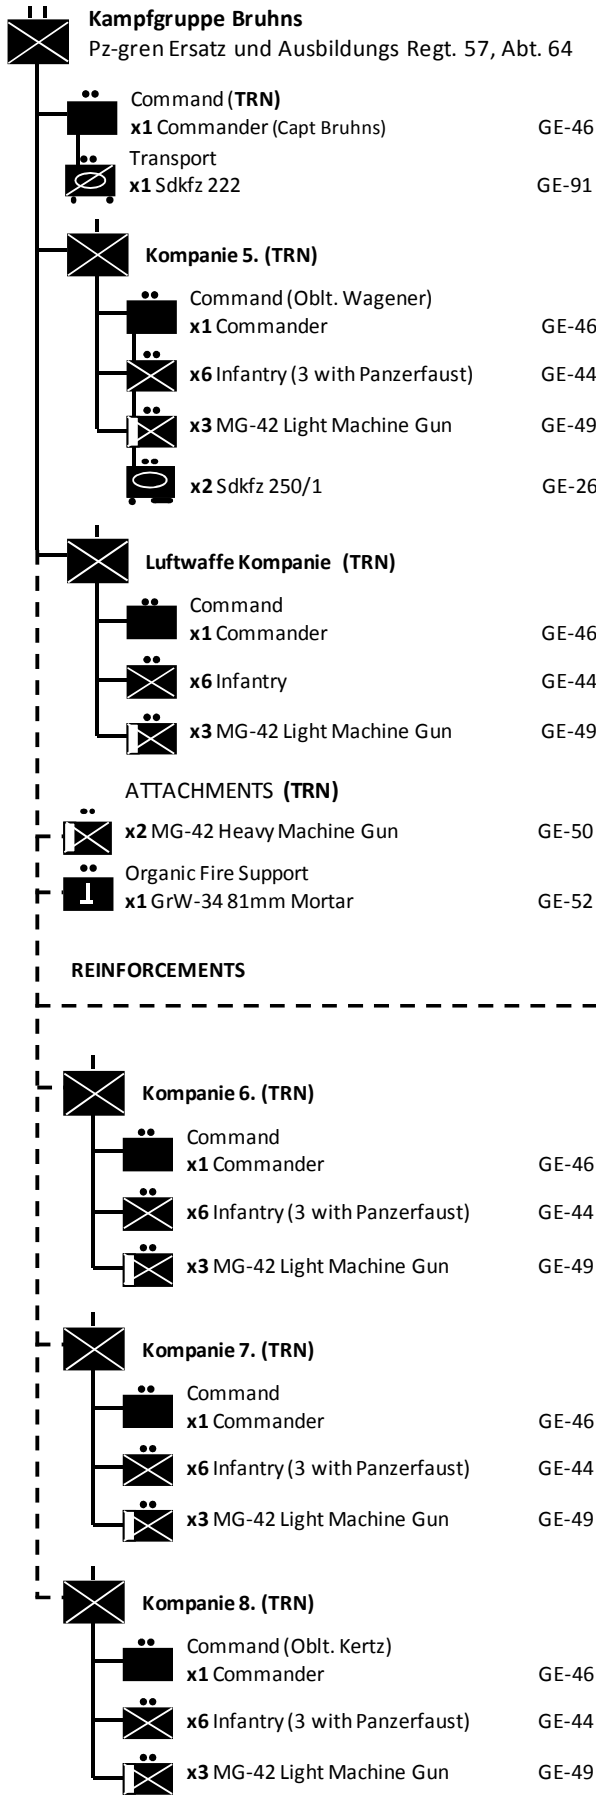 Kampfgruppe Bruhns
Pz-gren Ersatz und Ausbildungs Regt. 57, Abt. 64
Command (TRN)
x1 Commander (Capt Bruhns) GE-46
Transport
x1 Sdkfz 222 GE-91
Kompanie 5. (TRN)
Command (Oblt. Wagener)
x1 Commander GE-46
x6 Infantry (3 with Panzerfaust) GE-44
x3 MG-42 Light Machine Gun GE-49
x2 Sdkfz 250/1 GE-26
Luftwaffe Kompanie (TRN)
Command
x1 Commander GE-46
x6 Infantry GE-44
x3 MG-42 Light Machine Gun GE-49
ATTACHMENTS (TRN)
x2 MG-42 Heavy Machine Gun GE-50
Organic Fire Support
x1 GrW-34 81mm Mortar GE-52
REINFORCEMENTS
Kompanie 6. (TRN)
Command
x1 Commander GE-46
x6 Infantry (3 with Panzerfaust) GE-44
x3 MG-42 Light Machine Gun GE-49
Kompanie 7. (TRN)
Command
x1 Commander GE-46
x6 Infantry (3 with Panzerfaust) GE-44
x3 MG-42 Light Machine Gun GE-49
Kompanie 8. (TRN)
Command (Oblt. Kertz)
x1 Commander GE-46
x6 Infantry (3 with Panzerfaust) GE-44
x3 MG-42 Light Machine Gun GE-49